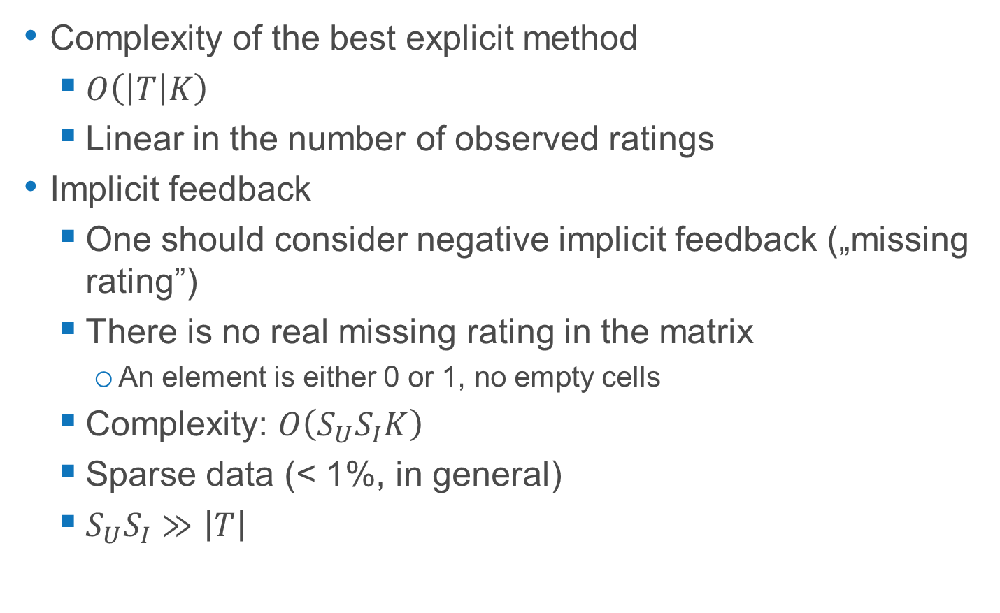 • Complexity of the best explicit method
▪ O(|T|K)
▪ Linear in the number of observed ratings
• Implicit feedback
▪ One should consider negative implicit feedback („missing
rating”)
▪ There is no real missing rating in the matrix
○ An element is either 0 or 1, no empty cells
▪ Complexity: O(S_U S_I K)
▪ Sparse data (< 1%, in general)
▪ S_U S_I ≫ |T|